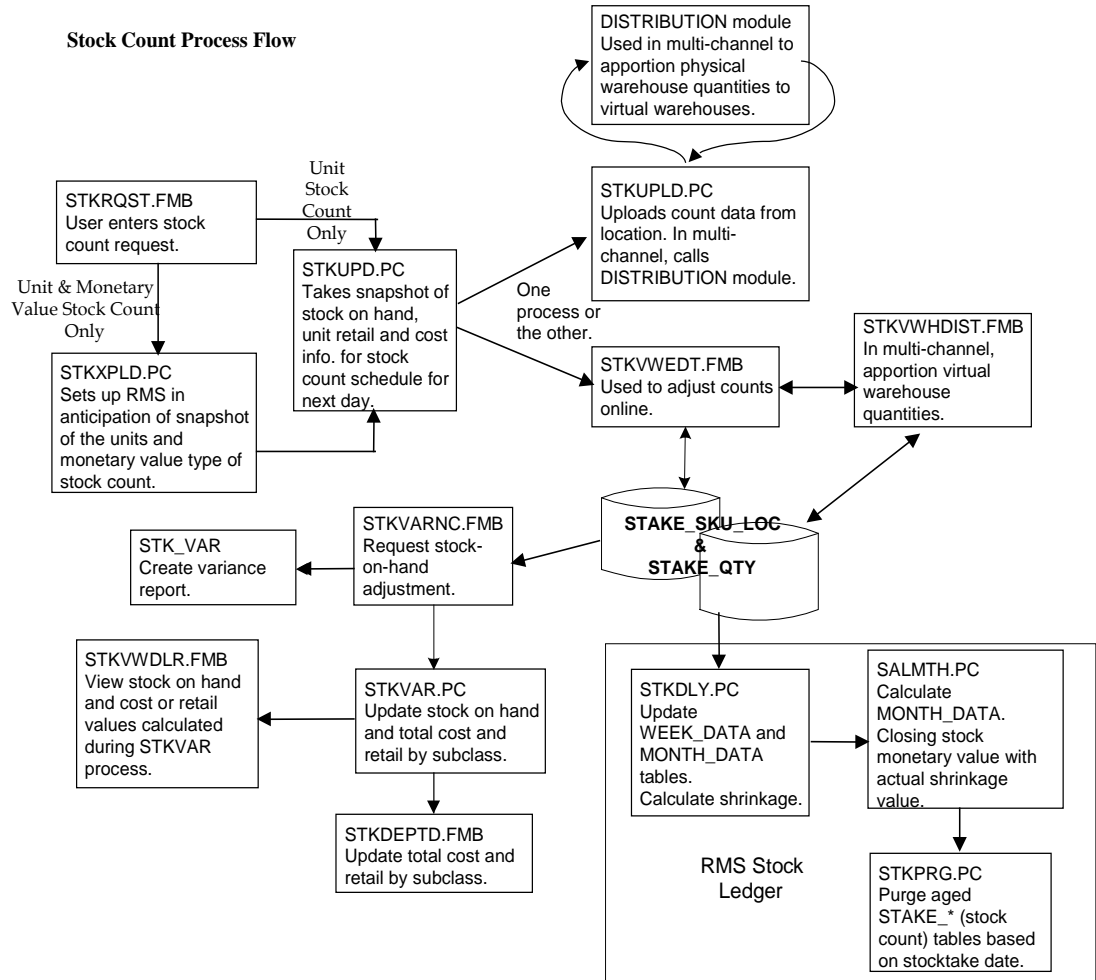 Stock Count Process Flow
DISTRIBUTION module
Used in multi-channel to
apportion physical
warehouse quantities to
virtual warehouses.
STKRQST.FMB
User enters stock
count request.
Unit
Stock
Count
Only
STKUPLD.PC
Uploads count data from
location. In multi-
channel, calls
DISTRIBUTION module.
Unit & Monetary
Value Stock Count
Only
STKUPD.PC
Takes snapshot of
stock on hand,
unit retail and cost
info. for stock
count schedule for
next day.
One
process or
the other.
STKXPLD.PC
Sets up RMS in
anticipation of snapshot
of the units and
monetary value type of
stock count.
STKVWEDT.FMB
Used to adjust counts
online.
STKVWHDIST.FMB
In multi-channel,
apportion virtual
warehouse
quantities.
STAKE_SKU_LOC
&
STAKE_QTY
STKVARNC.FMB
Request stock-
on-hand
adjustment.
STK_VAR
Create variance
report.
STKVWDLR.FMB
View stock on hand
and cost or retail
values calculated
during STKVAR
process.
STKVAR.PC
Update stock on hand
and total cost and
retail by subclass.
STKDEPTD.FMB
Update total cost and
retail by subclass.
STKDLY.PC
Update
WEEK_DATA and
MONTH_DATA
tables.
Calculate shrinkage.
SALMTH.PC
Calculate
MONTH_DATA.
Closing stock
monetary value with
actual shrinkage
value.
RMS Stock
Ledger
STKPRG.PC
Purge aged
STAKE_* (stock
count) tables based
on stocktake date.